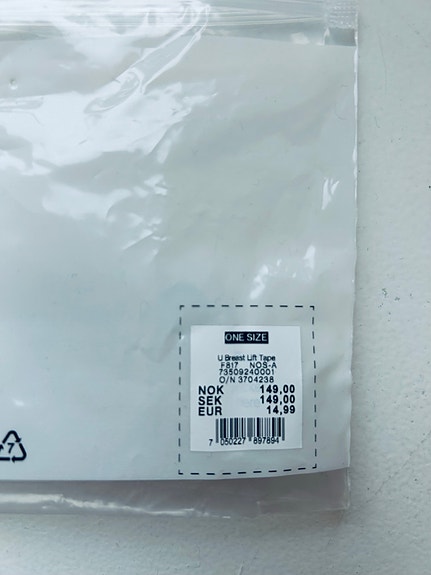 ONE SIZE
U Breast Lift Tape
F817 NOS-A
73509240001
O/N 3704238
NOK 149,00
SEK 149,00
EUR 14,99
7 050227 897894
7